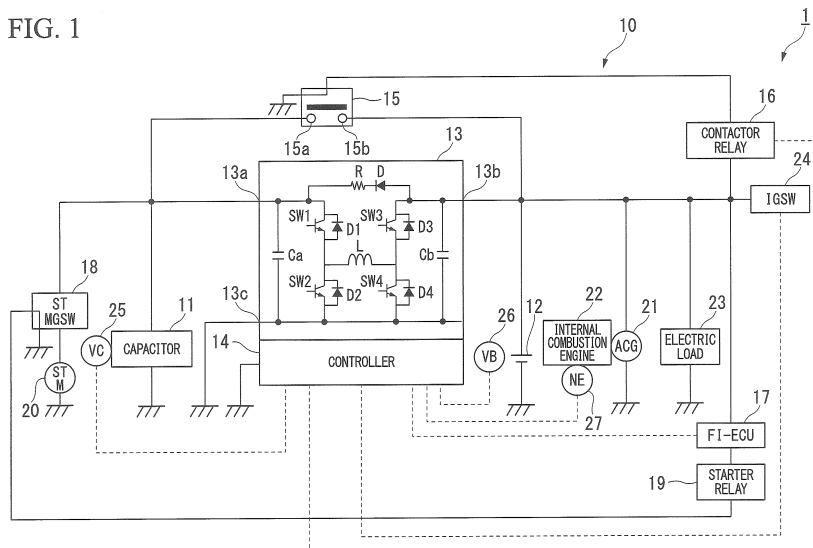 FIG. 1
1
10
15
16
CONTACTOR
RELAY
15a
15b
13
24
IGSW
13a
R
D
13b
SW1
D1
SW3
D3
Ca
L
Cb
SW2
D2
SW4
D4
13c
18
ST
MGSW
25
VC
11
CAPACITOR
14
CONTROLLER
26
VB
12
22
INTERNAL
COMBUSTION
ENGINE
21
ACG
23
ELECTRIC
LOAD
ST
M
20
NE
27
17
FI-ECU
19
STARTER
RELAY